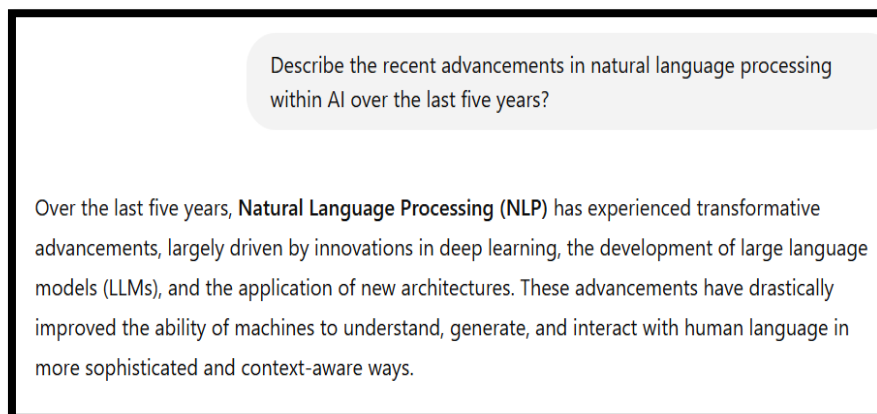 Describe the recent advancements in natural language processing
within AI over the last five years?
Over the last five years, Natural Language Processing (NLP) has experienced transformative
advancements, largely driven by innovations in deep learning, the development of large language
models (LLMs), and the application of new architectures. These advancements have drastically
improved the ability of machines to understand, generate, and interact with human language in
more sophisticated and context-aware ways.